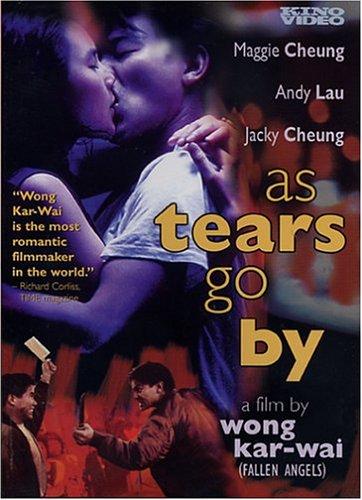 KINO
VIDEO
Maggie Cheung
Andy Lau
Jacky Cheung
as
tears
go
by
"Wong
Kar-Wai
is the most
romantic
filmmaker
in the world."
– Richard Corliss,
TIME magazine
a film by
wong
kar-wai
(FALLEN ANGELS)